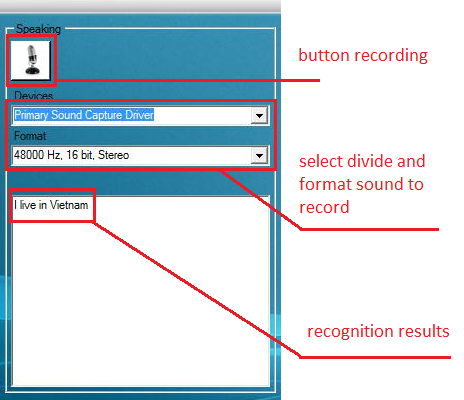 Speaking
button recording
Devices
Primary Sound Capture Driver
Format
48000 Hz, 16 bit, Stereo
select divide and
format sound to
record
I live in Vietnam
recognition results